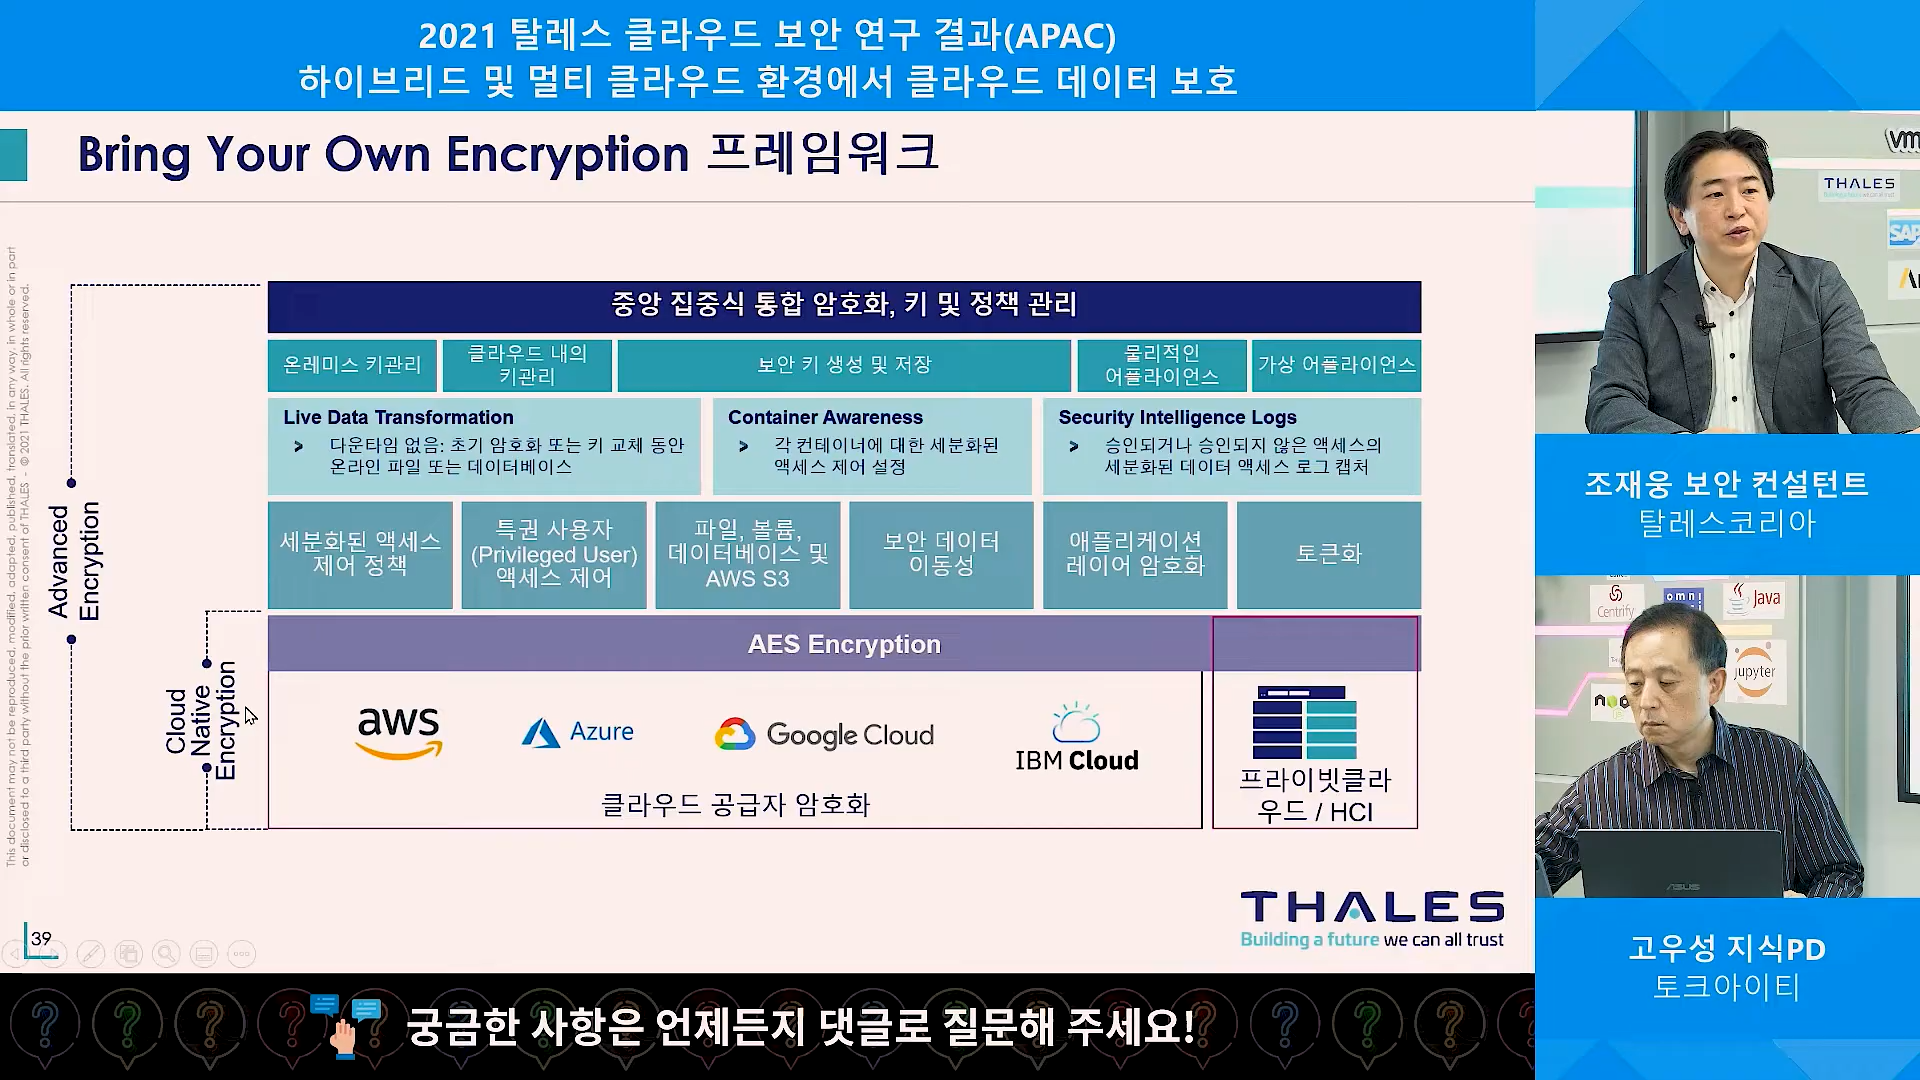 2021 탈레스 클라우드 보안 연구 결과(APAC)
하이브리드 및 멀티 클라우드 환경에서 클라우드 데이터 보호
Bring Your Own Encryption 프레임워크
This document may not be reproduced, modified, adapted, published, translated, in any way, in whole or in part
or disclosed to a third party without the prior written consent of THALES - © 2021 THALES. All rights reserved.
Advanced
Encryption
Cloud
Native
Encryption
중앙 집중식 통합 암호화, 키 및 정책 관리
온레미스 키관리
클라우드 내의
키관리
보안 키 생성 및 저장
물리적인
어플라이언스
가상 어플라이언스
Live Data Transformation
> 다운타임 없음: 초기 암호화 또는 키 교체 동안
온라인 파일 또는 데이터베이스
Container Awareness
> 각 컨테이너에 대한 세분화된
액세스 제어 설정
Security Intelligence Logs
> 승인되거나 승인되지 않은 액세스의
세분화된 데이터 액세스 로그 캡처
세분화된 액세스
제어 정책
특권 사용자
(Privileged User)
액세스 제어
파일, 볼륨,
데이터베이스 및
AWS S3
보안 데이터
이동성
애플리케이션
레이어 암호화
토큰화
AES Encryption
aws
Azure
Google Cloud
IBM Cloud
클라우드 공급자 암호화
프라이빗클라
우드 / HCI
THALES
Building a future we can all trust
39
궁금한 사항은 언제든지 댓글로 질문해 주세요!
vm
THALES
SAP
조재웅 보안 컨설턴트
탈레스코리아
Centrify
omni
Java
jupyter
ASUS
고우성 지식PD
토크아이티